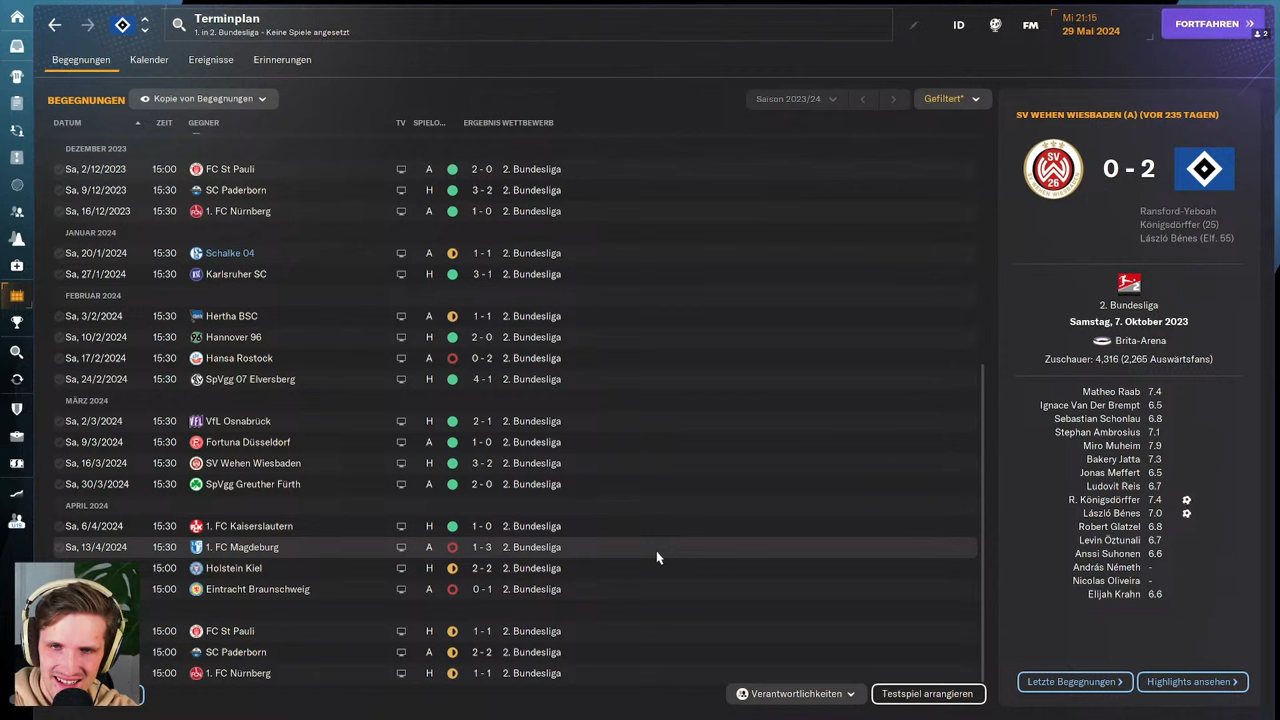 Terminplan
1. in 2. Bundesliga - Keine Spiele angesetzt
ID
FM
Mi 21:15
29 Mai 2024
FORTFAHREN
2
Begegnungen
Kalender
Ereignisse
Erinnerungen
BEGEGNUNGEN
Kopie von Begegnungen
Saison 2023/24
Gefiltert*
DATUM ZEIT GEGNER TV SPIELO... ERGEBNIS WETTBEWERB
DEZEMBER 2023
Sa, 2/12/2023 15:00 FC St Pauli A 2 - 0 2. Bundesliga
Sa, 9/12/2023 15:30 SC Paderborn H 3 - 2 2. Bundesliga
Sa, 16/12/2023 15:30 1. FC Nürnberg A 1 - 0 2. Bundesliga
JANUAR 2024
Sa, 20/1/2024 15:30 Schalke 04 A 1 - 1 2. Bundesliga
Sa, 27/1/2024 15:30 Karlsruher SC H 3 - 1 2. Bundesliga
FEBRUAR 2024
Sa, 3/2/2024 15:30 Hertha BSC A 1 - 1 2. Bundesliga
Sa, 10/2/2024 15:30 Hannover 96 H 2 - 0 2. Bundesliga
Sa, 17/2/2024 15:30 Hansa Rostock A 0 - 2 2. Bundesliga
Sa, 24/2/2024 15:30 SpVgg 07 Elversberg H 4 - 1 2. Bundesliga
MÄRZ 2024
Sa, 2/3/2024 15:30 VfL Osnabrück H 2 - 1 2. Bundesliga
Sa, 9/3/2024 15:30 Fortuna Düsseldorf A 1 - 0 2. Bundesliga
Sa, 16/3/2024 15:30 SV Wehen Wiesbaden H 3 - 2 2. Bundesliga
Sa, 30/3/2024 15:30 SpVgg Greuther Fürth A 2 - 0 2. Bundesliga
APRIL 2024
Sa, 6/4/2024 15:30 1. FC Kaiserslautern H 1 - 0 2. Bundesliga
Sa, 13/4/2024 15:30 1. FC Magdeburg A 1 - 3 2. Bundesliga
15:00 Holstein Kiel H 2 - 2 2. Bundesliga
15:00 Eintracht Braunschweig A 0 - 1 2. Bundesliga
15:00 FC St Pauli H 1 - 1 2. Bundesliga
15:00 SC Paderborn A 2 - 2 2. Bundesliga
15:00 1. FC Nürnberg H 1 - 1 2. Bundesliga
Verantwortlichkeiten
Testspiel arrangieren
SV WEHEN WIESBADEN (A) (VOR 235 TAGEN)
0 - 2
Ransford-Yeboah
Königsdörffer (25)
László Bénes (Elf. 55)
2. Bundesliga
Samstag, 7. Oktober 2023
Brita-Arena
Zuschauer: 4,316 (2,265 Auswärtsfans)
Matheo Raab 7.4
Ignace Van Der Brempt 6.5
Sebastian Schonlau 6.8
Stephan Ambrosius 7.1
Miro Muheim 7.9
Bakery Jatta 7.3
Jonas Meffert 6.5
Ludovit Reis 6.7
R. Königsdörffer 7.4
László Bénes 7.0
Robert Glatzel 6.8
Levin Öztunali 6.7
Anssi Suhonen 6.6
András Németh -
Nicolas Oliveira -
Elijah Krahn 6.6
Letzte Begegnungen
Highlights ansehen